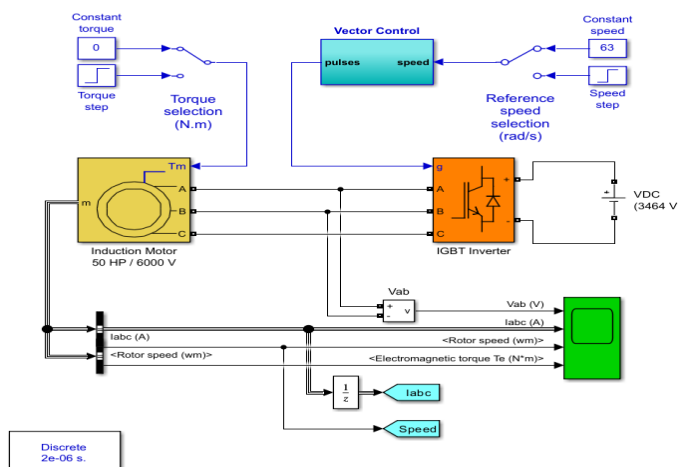 Constant
torque
0
Torque
step
Torque
selection
(N.m)
Vector Control
pulses
speed
Constant
speed
63
Speed
step
Reference
speed
selection
(rad/s)
Tm
m
A
B
C
Induction Motor
50 HP / 6000 V
g
A
B
C
+
-
IGBT Inverter
+
VDC
(3464 V
Vab
+
-
v
Vab (V)
Iabc (A)
<Rotor speed (wm)>
<Electromagnetic torque Te (N*m)>
Iabc (A)
<Rotor speed (wm)>
1
z
Iabc
Speed
Discrete
2e-06 s.